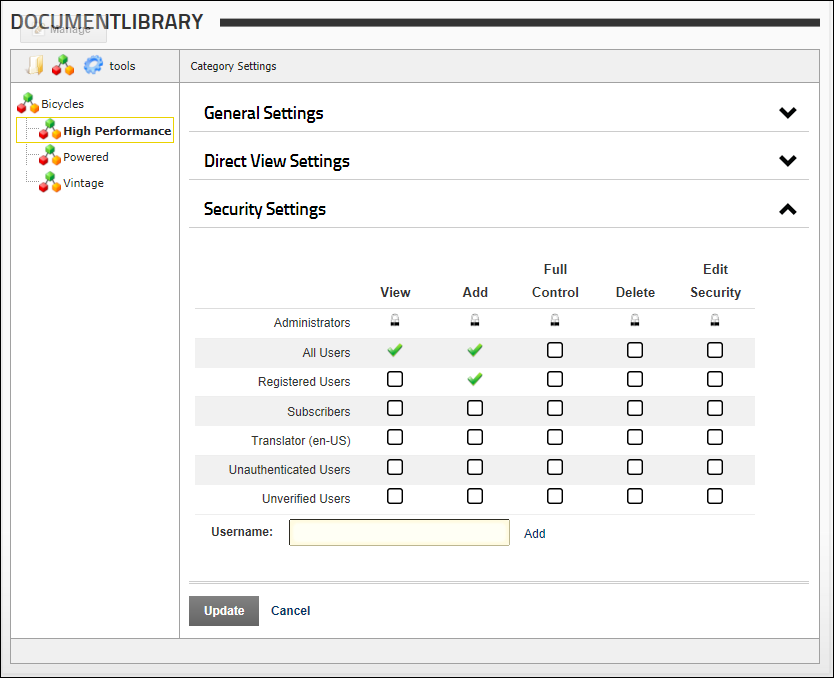 DOCUMENTLIBRARY
Manage
tools
Category Settings
Bicycles
High Performance
Powered
Vintage
General Settings
Direct View Settings
Security Settings
View Add Full Control Delete Edit Security
Administrators
All Users
Registered Users
Subscribers
Translator (en-US)
Unauthenticated Users
Unverified Users
Username: Add
Update Cancel